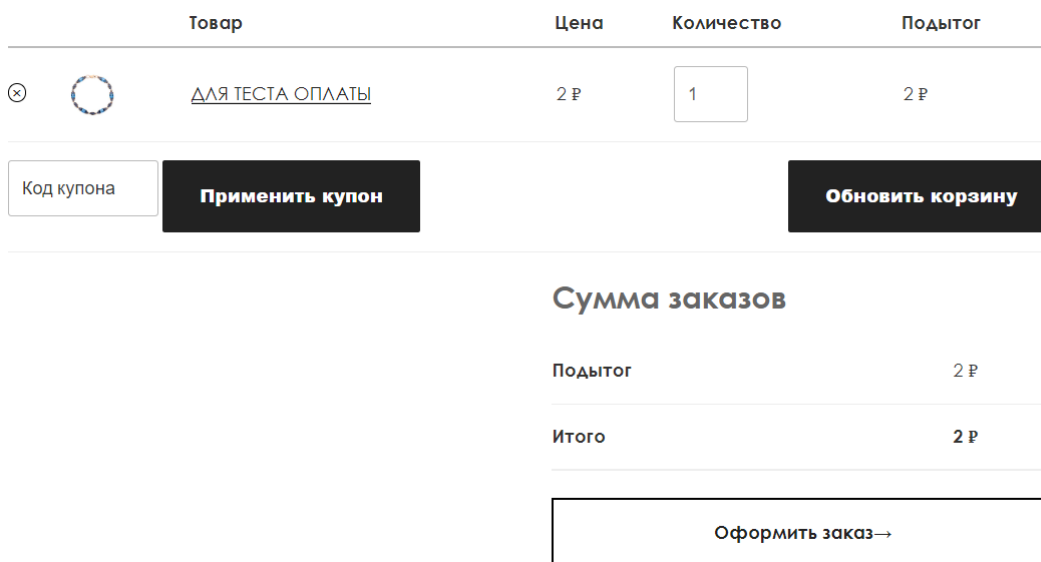 Товар Цена Количество Подытог
ДЛЯ ТЕСТА ОПЛАТЫ 2 ₽ 1 2 ₽
Код купона Применить купон Обновить корзину
Сумма заказов
Подытог 2 ₽
Итого 2 ₽
Оформить заказ→